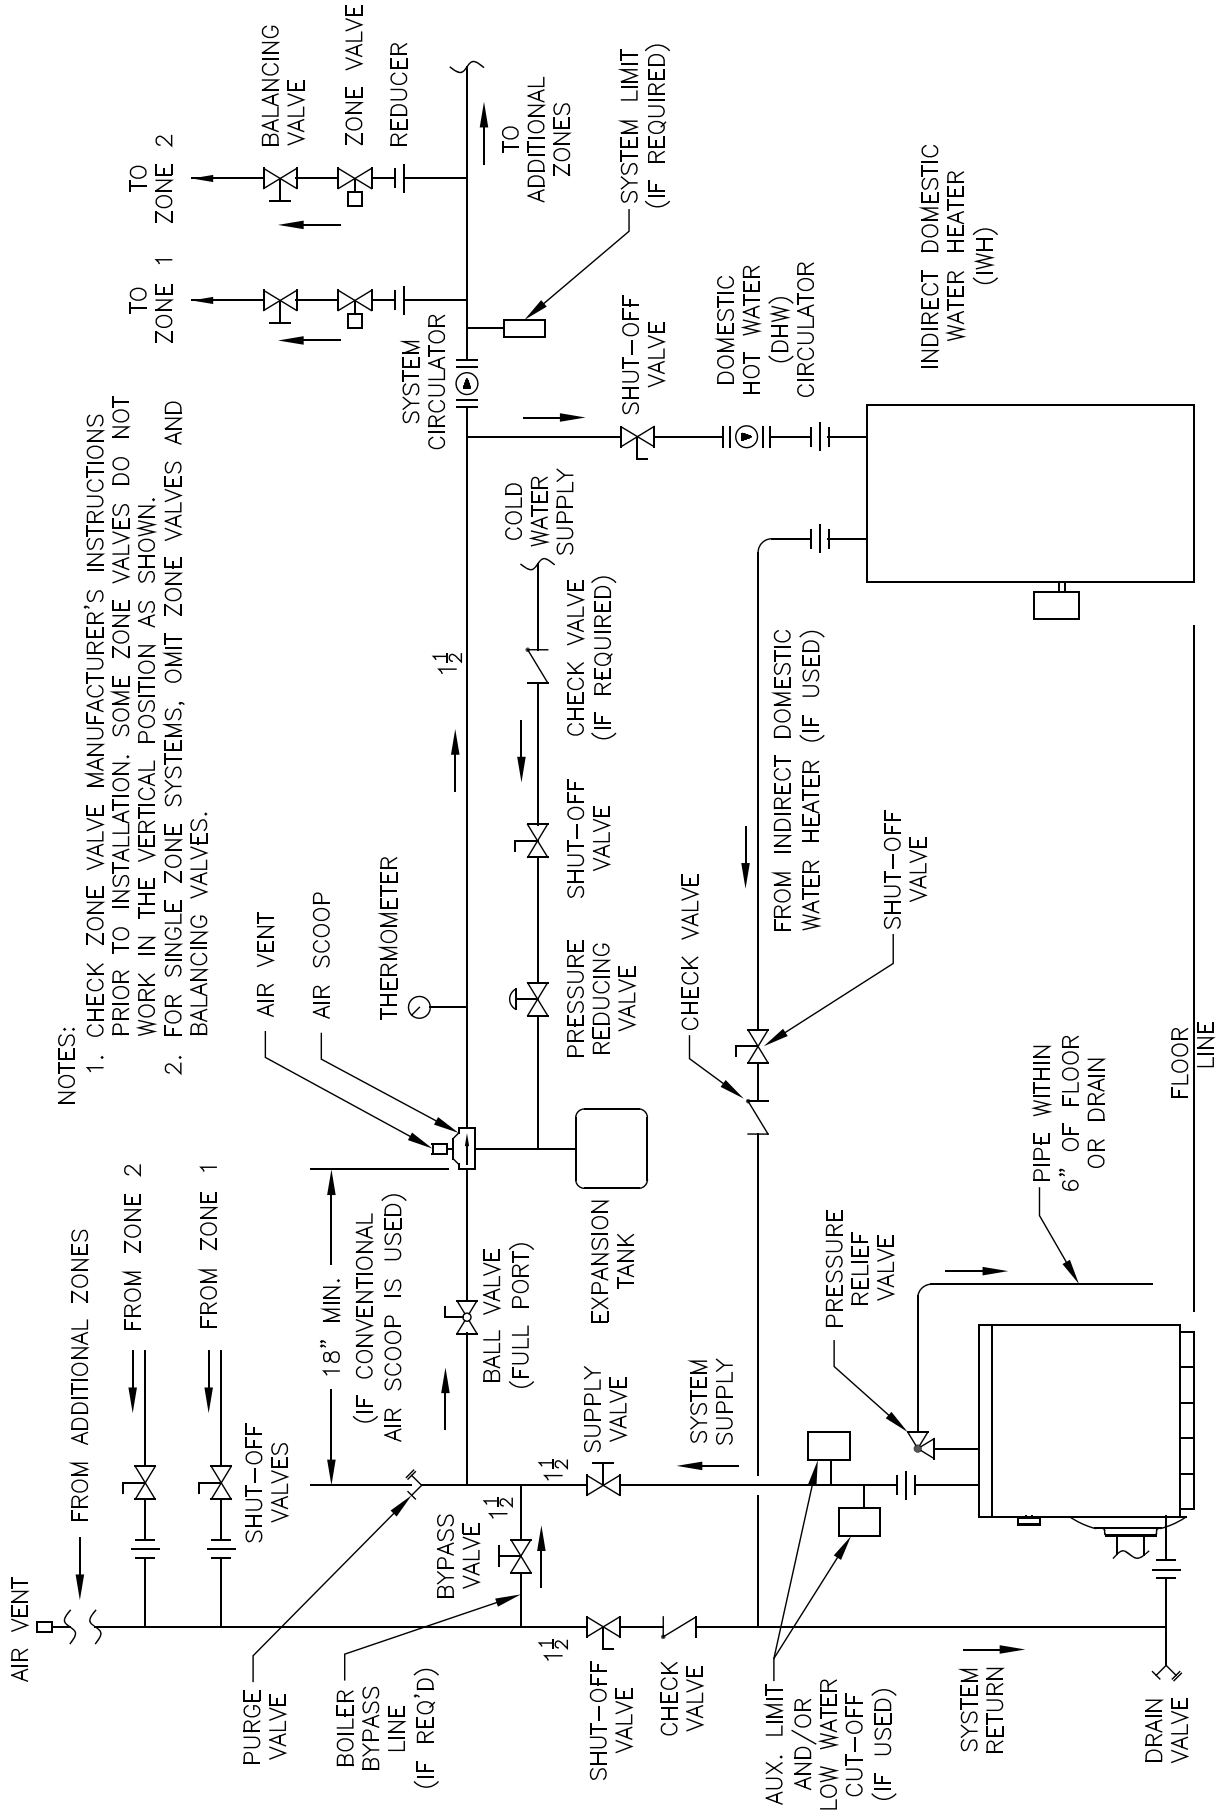 NOTES:
1. CHECK ZONE VALVE MANUFACTURER'S INSTRUCTIONS
PRIOR TO INSTALLATION. SOME ZONE VALVES DO NOT
WORK IN THE VERTICAL POSITION AS SHOWN.
2. FOR SINGLE ZONE SYSTEMS, OMIT ZONE VALVES AND
BALANCING VALVES.
AIR VENT
FROM ADDITIONAL ZONES
FROM ZONE 2
FROM ZONE 1
SHUT-OFF
VALVES
TO
ZONE 1
TO
ZONE 2
BALANCING
VALVE
ZONE VALVE
REDUCER
PURGE
VALVE
18" MIN.
(IF CONVENTIONAL
AIR SCOOP IS USED)
AIR VENT
AIR SCOOP
THERMOMETER
1 1/2
SYSTEM
CIRCULATOR
TO
ADDITIONAL
ZONES
SYSTEM LIMIT
(IF REQUIRED)
BOILER
BYPASS
LINE
(IF REQ'D)
BYPASS
VALVE
1 1/2
BALL VALVE
(FULL PORT)
COLD
WATER
SUPPLY
CHECK VALVE
(IF REQUIRED)
SHUT-OFF
VALVE
PRESSURE
REDUCING
VALVE
EXPANSION
TANK
1 1/2
SUPPLY
VALVE
1 1/2
SHUT-OFF
VALVE
CHECK
VALVE
SYSTEM
SUPPLY
CHECK VALVE
SHUT-OFF
VALVE
FROM INDIRECT DOMESTIC
WATER HEATER (IF USED)
SHUT-OFF
VALVE
DOMESTIC
HOT WATER
(DHW)
CIRCULATOR
INDIRECT DOMESTIC
WATER HEATER
(IWH)
AUX. LIMIT
AND/OR
LOW WATER
CUT-OFF
(IF USED)
PRESSURE
RELIEF
VALVE
PIPE WITHIN
6" OF FLOOR
OR DRAIN
SYSTEM
RETURN
DRAIN
VALVE
FLOOR
LINE